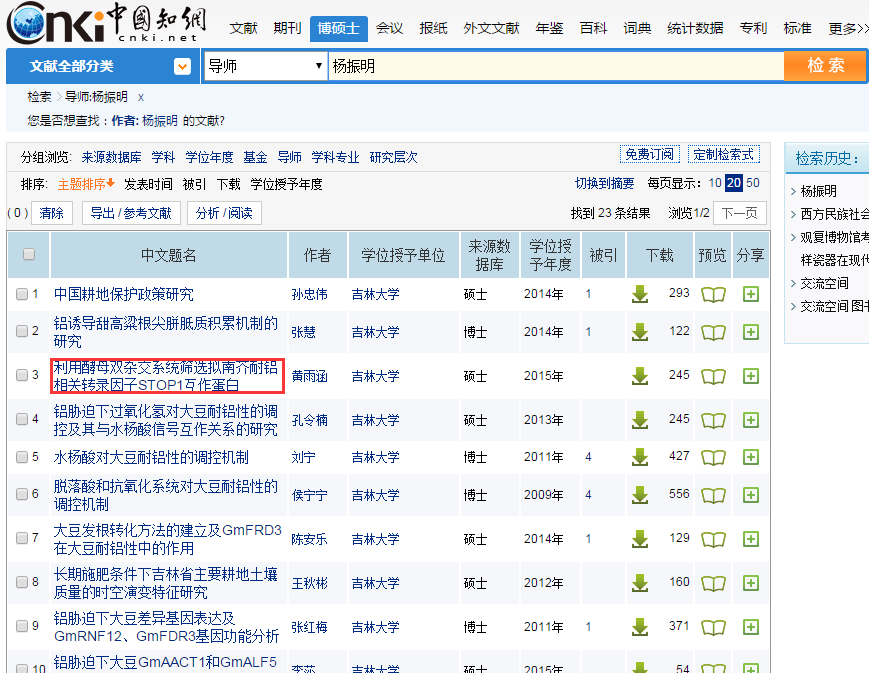 cnki 中国知网
cnki.net
文献 期刊 博硕士 会议 报纸 外文文献 年鉴 百科 词典 统计数据 专利 标准 更多>>
文献全部分类 导师 杨振明 检索
检索 > 导师:杨振明 x
您是否想查找：作者: 杨振明 的文献?
分组浏览: 来源数据库 学科 学位年度 基金 导师 学科专业 研究层次 免费订阅 定制检索式
排序: 主题排序 发表时间 被引 下载 学位授予年度 切换到摘要 每页显示: 10 20 50
( 0 ) 清除 导出 / 参考文献 分析 / 阅读 找到 23 条结果 浏览1/2 下一页
中文题名 作者 学位授予单位 来源数据库 学位授予年度 被引 下载 预览 分享
1 中国耕地保护政策研究 孙忠伟 吉林大学 硕士 2014年 1 293
2 铝诱导甜高粱根尖胼胝质积累机制的
研究 张慧 吉林大学 博士 2014年 1 122
3 利用酵母双杂交系统筛选拟南芥耐铝
相关转录因子STOP1互作蛋白 黄雨涵 吉林大学 硕士 2015年 245
4 铝胁迫下过氧化氢对大豆耐铝性的调
控及其与水杨酸信号互作关系的研究 孔令楠 吉林大学 硕士 2013年 245
5 水杨酸对大豆耐铝性的调控机制 刘宁 吉林大学 博士 2011年 4 427
6 脱落酸和抗氧化系统对大豆耐铝性的
调控机制 侯宁宁 吉林大学 博士 2009年 4 556
7 大豆发根转化方法的建立及GmFRD3
在大豆耐铝性中的作用 陈安乐 吉林大学 硕士 2014年 1 129
8 长期施肥条件下吉林省主要耕地土壤
质量的时空演变特征研究 王秋彬 吉林大学 硕士 2012年 160
9 铝胁迫下大豆差异基因表达及
GmRNF12、GmFDR3基因功能分析 张红梅 吉林大学 博士 2011年 1 371
10 铝胁迫下大豆GmAACT1和GmALF5
李莎 吉林大学 硕士 2015年 54
检索历史：
> 杨振明
> 西方民族社会
> 观复博物馆考
样瓷器在现代
> 交流空间
> 交流空间 图书